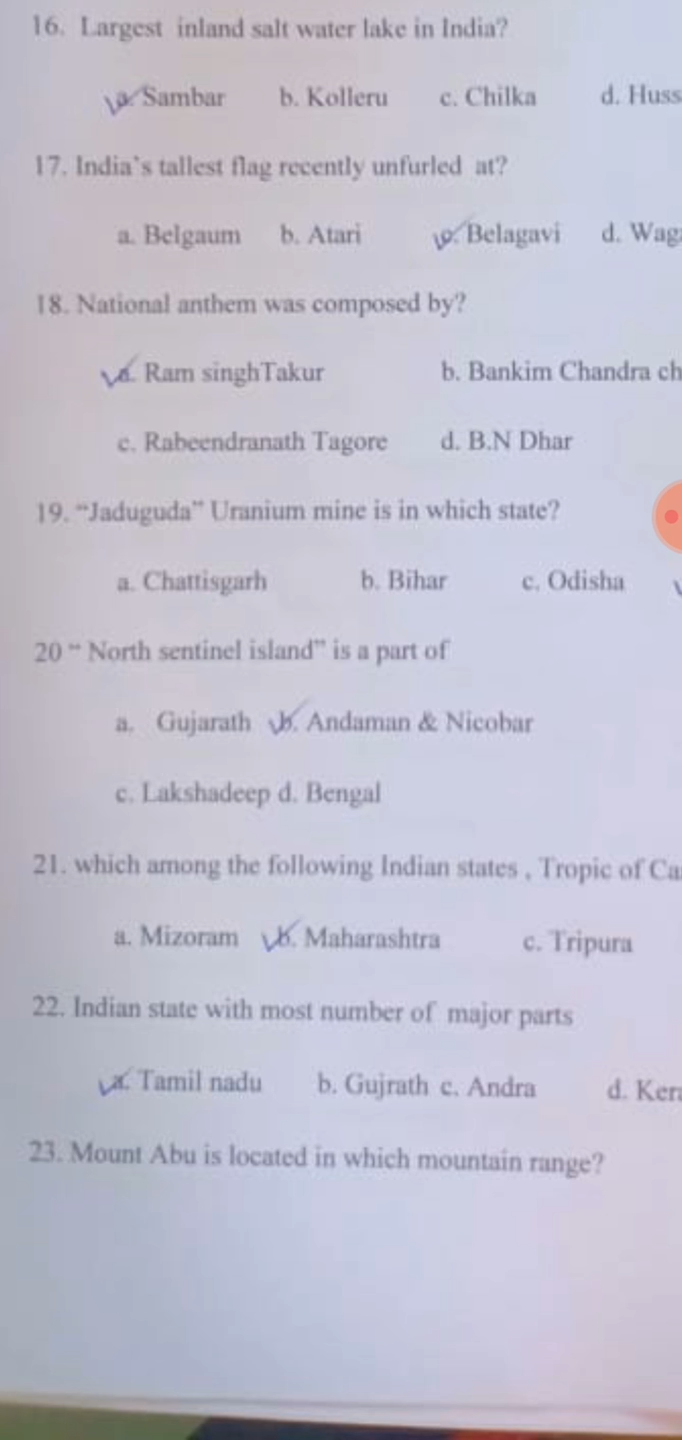 16. Largest inland salt water lake in India?
a. Sambar b. Kolleru c. Chilka d. Huss
17. India's tallest flag recently unfurled at?
a. Belgaum b. Atari c. Belagavi d. Wag
18. National anthem was composed by?
a. Ram singhTakur b. Bankim Chandra ch
c. Rabeendranath Tagore d. B.N Dhar
19. “Jaduguda” Uranium mine is in which state?
a. Chattisgarh b. Bihar c. Odisha
20 “ North sentinel island” is a part of
a. Gujarath b. Andaman & Nicobar
c. Lakshadeep d. Bengal
21. which among the following Indian states , Tropic of Ca
a. Mizoram b. Maharashtra c. Tripura
22. Indian state with most number of major parts
a. Tamil nadu b. Gujrath c. Andra d. Kera
23. Mount Abu is located in which mountain range?